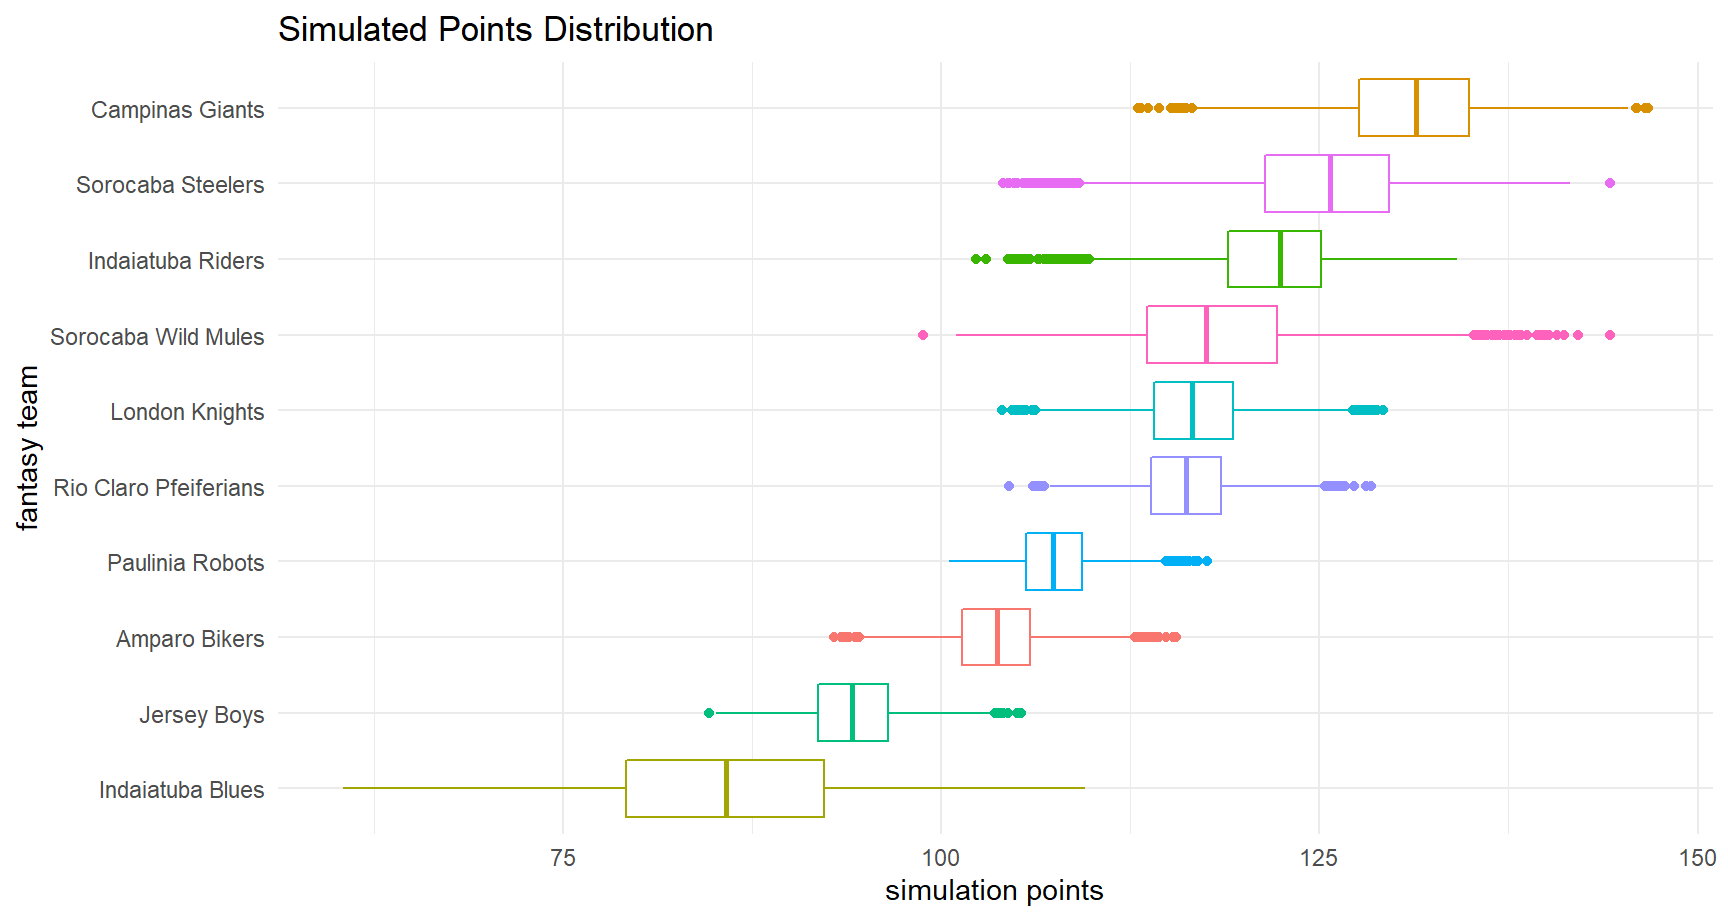 Simulated Points Distribution
fantasy team
Campinas Giants
Sorocaba Steelers
Indaiatuba Riders
Sorocaba Wild Mules
London Knights
Rio Claro Pfeiferians
Paulinia Robots
Amparo Bikers
Jersey Boys
Indaiatuba Blues
75 100 125 150
simulation points